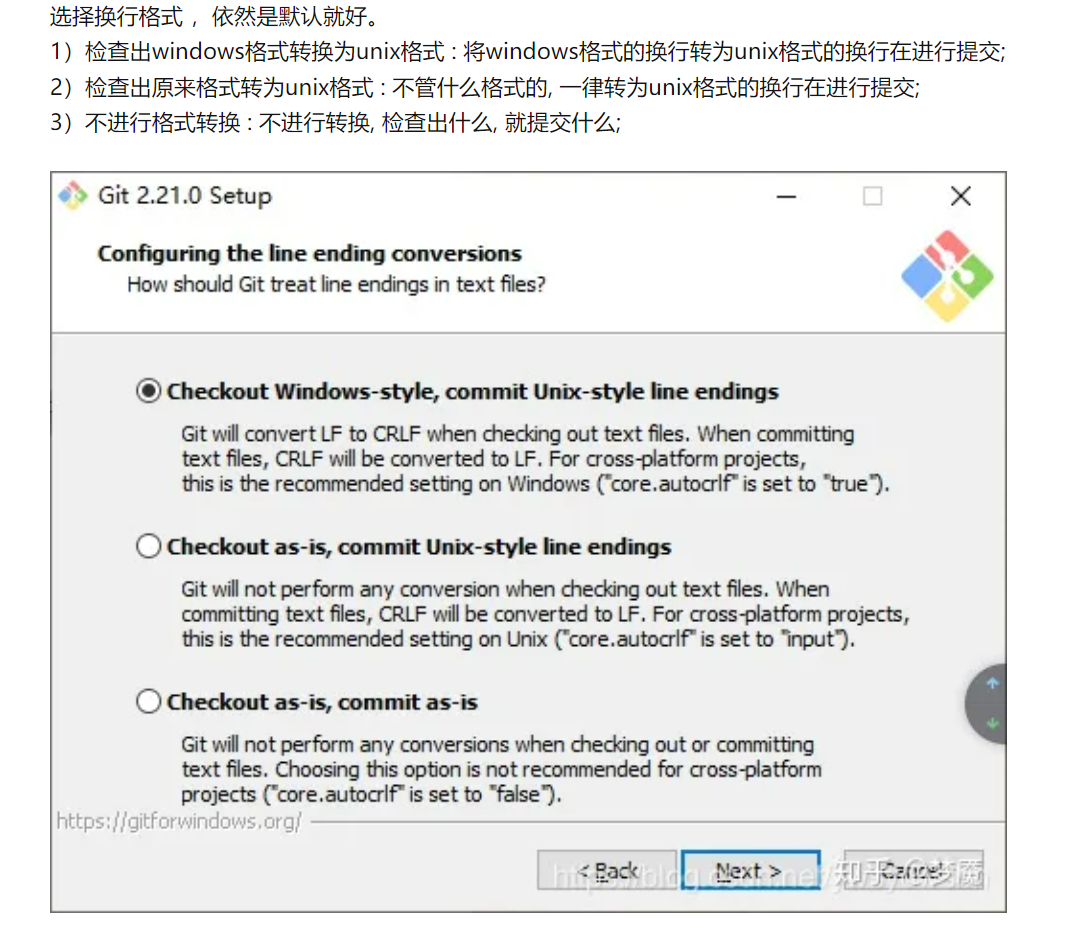 选择换行格式 ，依然是默认就好。
1）检查出windows格式转换为unix格式 : 将windows格式的换行转为unix格式的换行在进行提交;
2）检查出原来格式转为unix格式 : 不管什么格式的, 一律转为unix格式的换行在进行提交;
3）不进行格式转换 : 不进行转换, 检查出什么, 就提交什么;
Git 2.21.0 Setup
Configuring the line ending conversions
How should Git treat line endings in text files?
Checkout Windows-style, commit Unix-style line endings
Git will convert LF to CRLF when checking out text files. When committing
text files, CRLF will be converted to LF. For cross-platform projects,
this is the recommended setting on Windows ("core.autocrlf" is set to "true").
Checkout as-is, commit Unix-style line endings
Git will not perform any conversion when checking out text files. When
committing text files, CRLF will be converted to LF. For cross-platform projects,
this is the recommended setting on Unix ("core.autocrlf" is set to "input").
Checkout as-is, commit as-is
Git will not perform any conversions when checking out or committing
text files. Choosing this option is not recommended for cross-platform
projects ("core.autocrlf" is set to "false").
https://gitforwindows.org/
< Back
Next >
Cancel
知乎 @梦魇